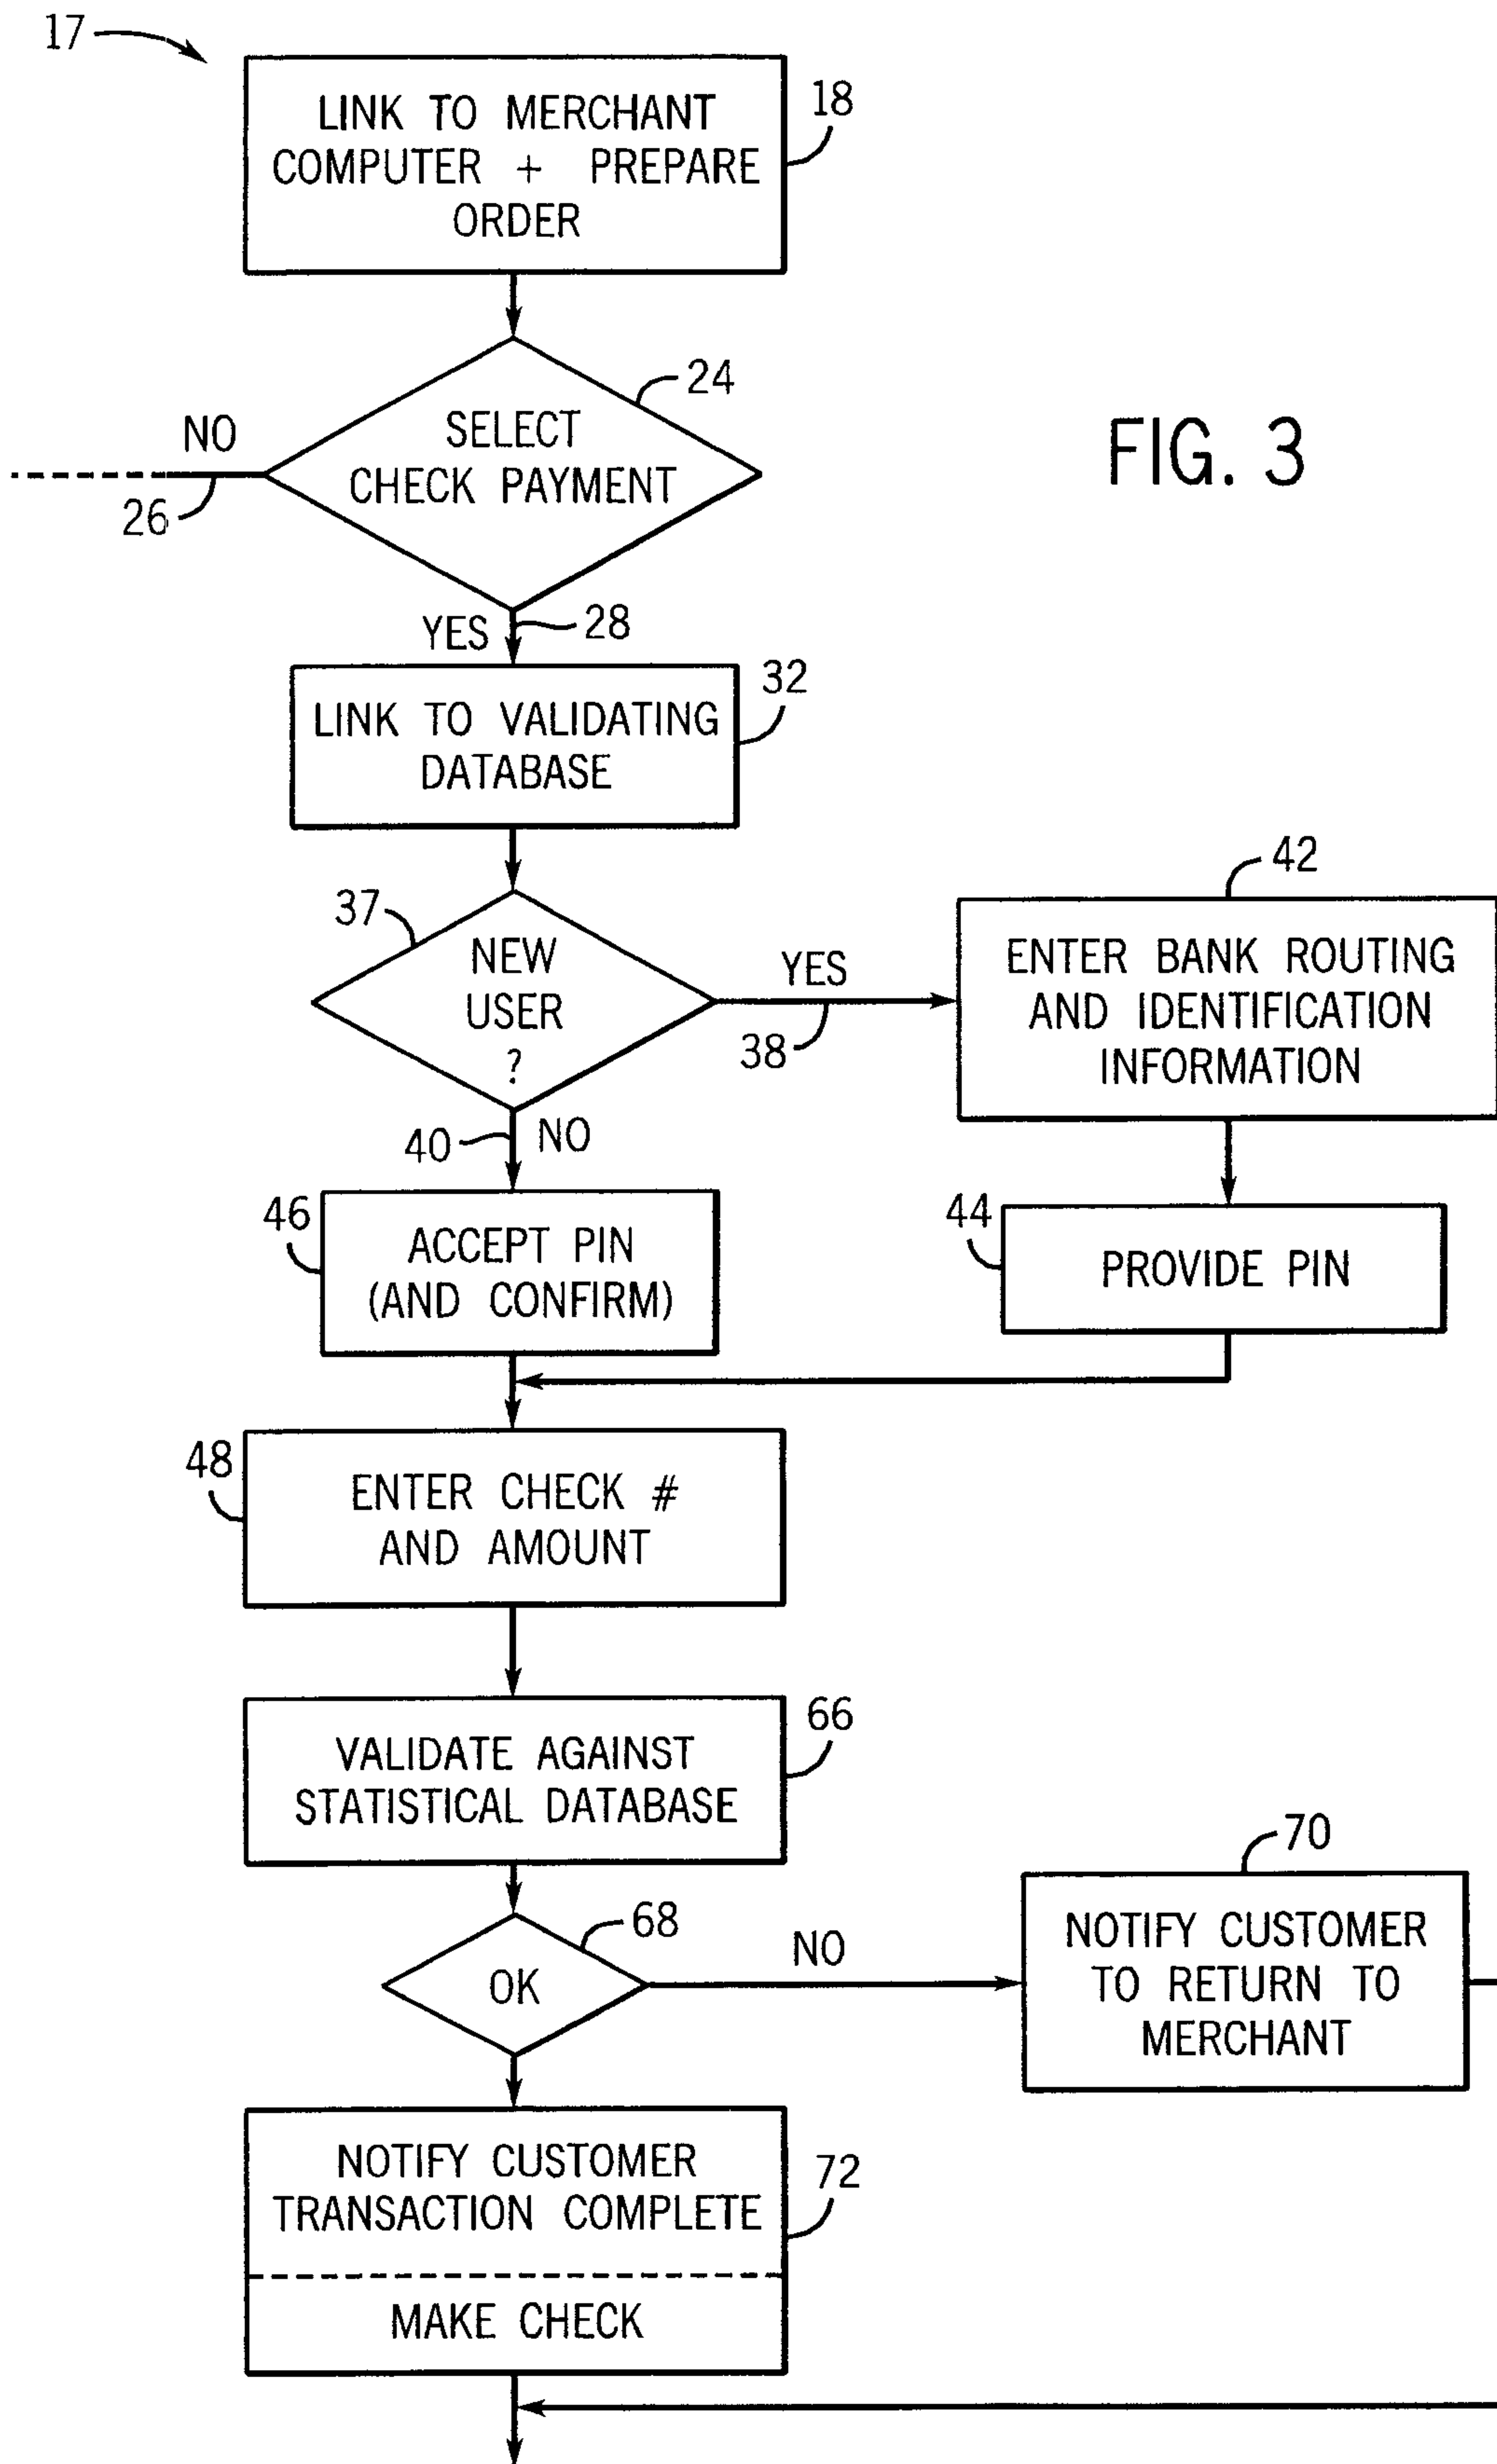 17
LINK TO MERCHANT
COMPUTER + PREPARE
ORDER
18
SELECT
CHECK PAYMENT
24
NO
26
FIG. 3
YES
28
LINK TO VALIDATING
DATABASE
32
37
NEW
USER
?
YES
38
42
ENTER BANK ROUTING
AND IDENTIFICATION
INFORMATION
40
NO
46
ACCEPT PIN
(AND CONFIRM)
44
PROVIDE PIN
48
ENTER CHECK #
AND AMOUNT
VALIDATE AGAINST
STATISTICAL DATABASE
66
OK
68
NO
70
NOTIFY CUSTOMER
TO RETURN TO
MERCHANT
NOTIFY CUSTOMER
TRANSACTION COMPLETE
72
MAKE CHECK